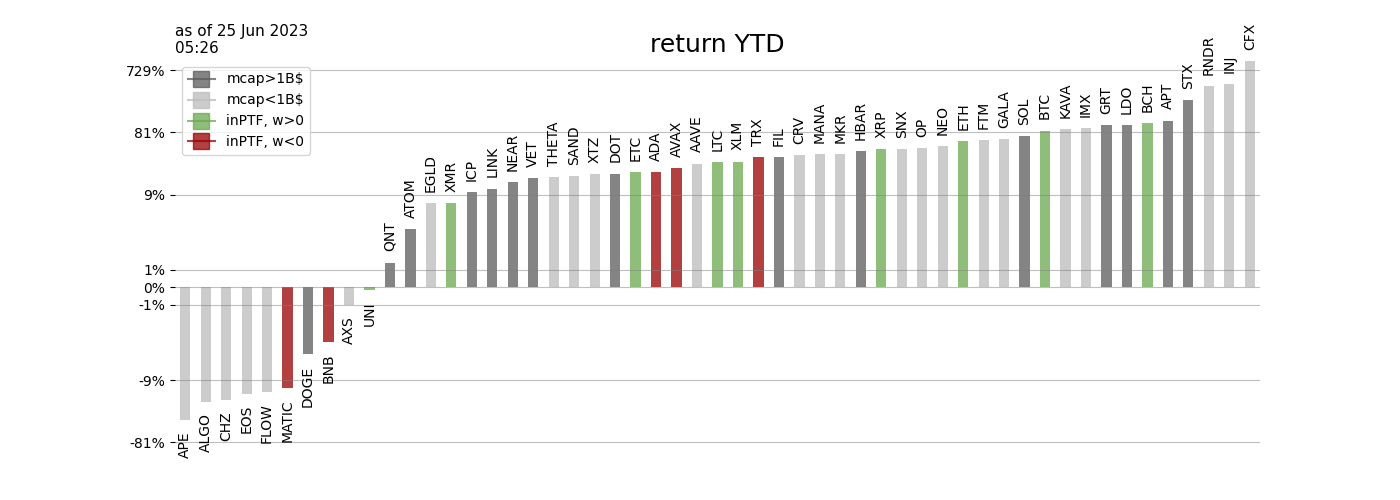 as of 25 Jun 2023
05:26
return YTD
mcap>1B$
mcap<1B$
inPTF, w>0
inPTF, w<0
729%
81%
9%
1%
0%
-1%
-9%
-81%
APE
ALGO
CHZ
EOS
FLOW
MATIC
DOGE
BNB
AXS
UNI
QNT
ATOM
EGLD
XMR
ICP
LINK
NEAR
VET
THETA
SAND
XTZ
DOT
ETC
ADA
AVAX
AAVE
LTC
XLM
TRX
FIL
CRV
MANA
MKR
HBAR
XRP
SNX
OP
NEO
ETH
FTM
GALA
SOL
BTC
KAVA
IMX
GRT
LDO
BCH
APT
STX
RNDR
INJ
CFX